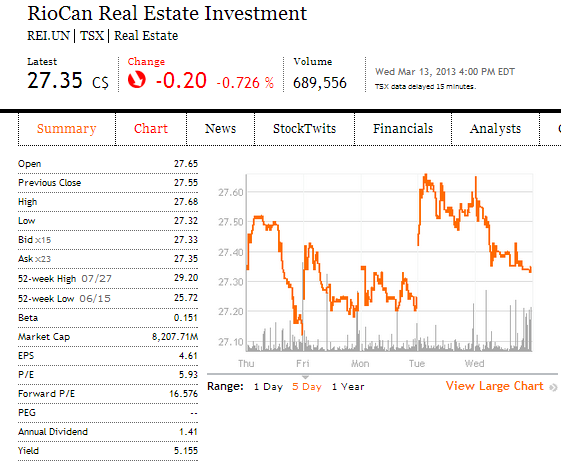 RioCan Real Estate Investment
REI.UN | TSX | Real Estate
Latest
27.35 C$
Change
-0.20 -0.726 %
Volume
689,556
Wed Mar 13, 2013 4:00 PM EDT
TSX data delayed 15 minutes.
Summary Chart News StockTwits Financials Analysts
Open 27.65
Previous Close 27.55
High 27.68
Low 27.32
Bid x15 27.33
Ask x23 27.35
52-week High 07/27 29.20
52-week Low 06/15 25.72
Beta 0.151
Market Cap 8,207.71M
EPS 4.61
P/E 5.93
Forward P/E 16.576
PEG --
Annual Dividend 1.41
Yield 5.155
27.60
27.50
27.40
27.30
27.20
27.10
Thu Fri Mon Tue Wed
Range: 1 Day 5 Day 1 Year View Large Chart